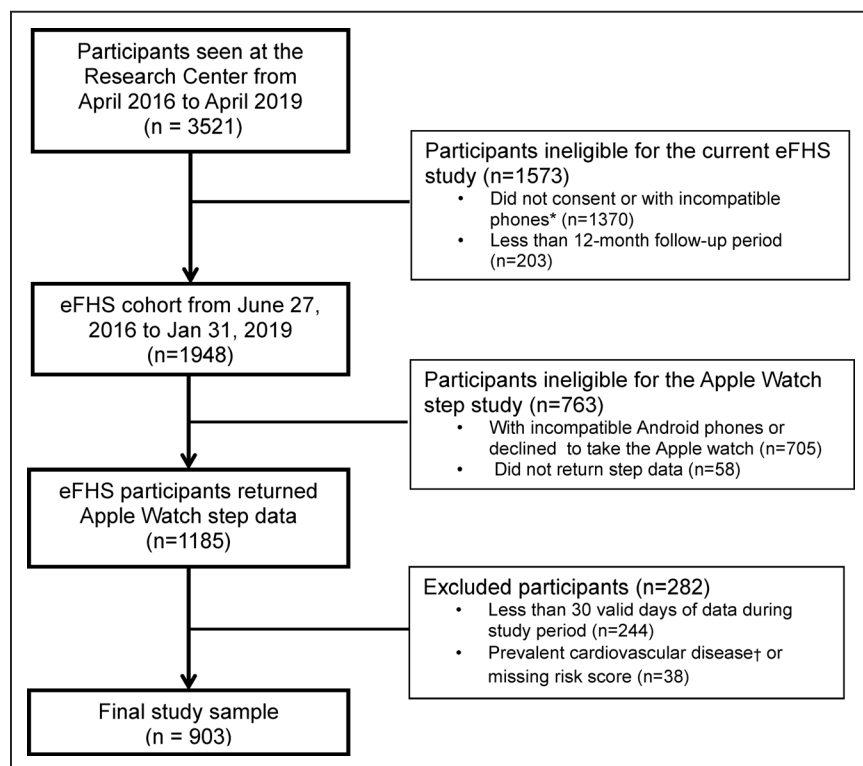 Participants seen at the
Research Center from
April 2016 to April 2019
(n = 3521)
Participants ineligible for the current eFHS
study (n=1573)
• Did not consent or with incompatible
phones* (n=1370)
• Less than 12-month follow-up period
(n=203)
eFHS cohort from June 27,
2016 to Jan 31, 2019
(n=1948)
Participants ineligible for the Apple Watch
step study (n=763)
• With incompatible Android phones or
declined to take the Apple watch (n=705)
• Did not return step data (n=58)
eFHS participants returned
Apple Watch step data
(n=1185)
Excluded participants (n=282)
• Less than 30 valid days of data during
study period (n=244)
• Prevalent cardiovascular disease† or
missing risk score (n=38)
Final study sample
(n = 903)